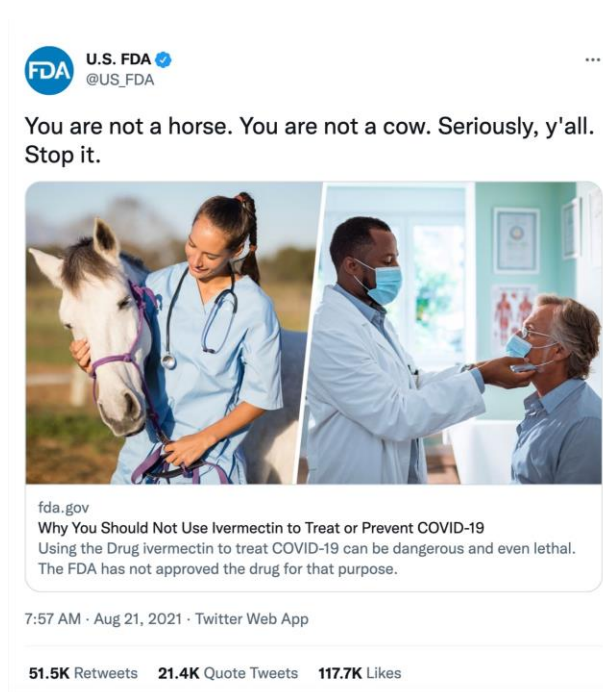 FDA
U.S. FDA
@US_FDA
You are not a horse. You are not a cow. Seriously, y'all.
Stop it.
fda.gov
Why You Should Not Use Ivermectin to Treat or Prevent COVID-19
Using the Drug ivermectin to treat COVID-19 can be dangerous and even lethal.
The FDA has not approved the drug for that purpose.
7:57 AM · Aug 21, 2021 · Twitter Web App
51.5K Retweets 21.4K Quote Tweets 117.7K Likes